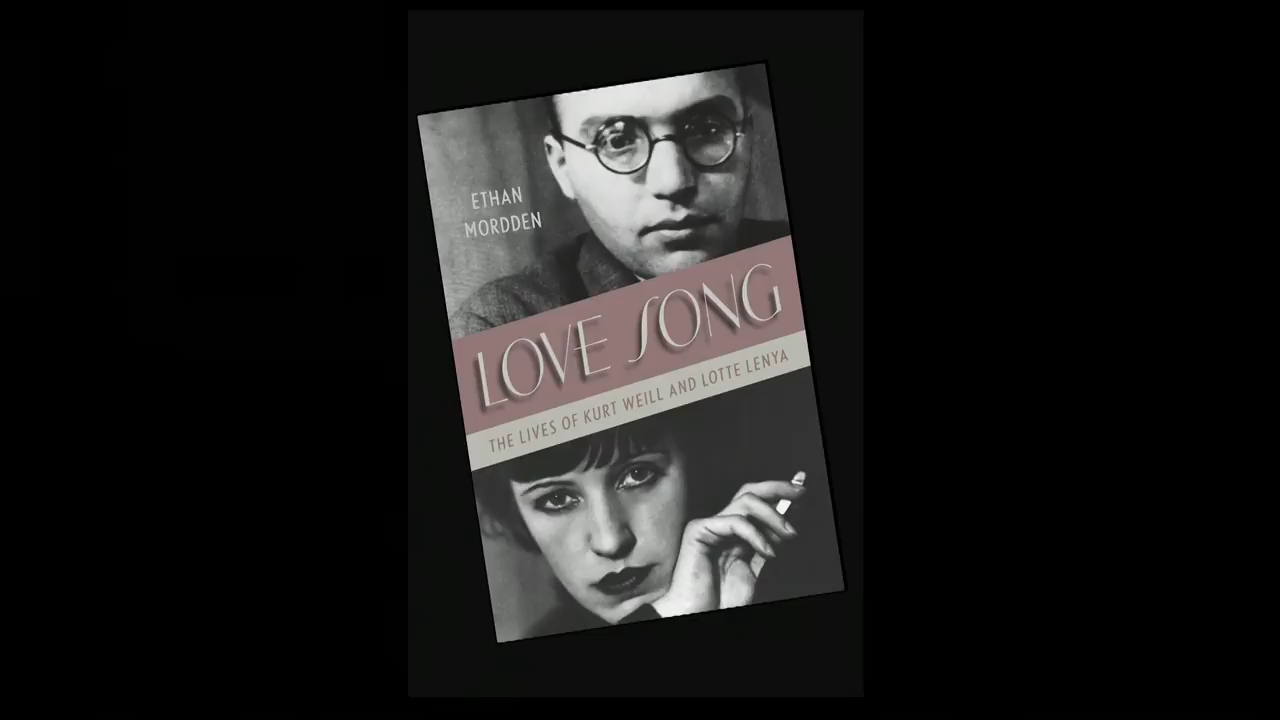 ETHAN
MORDDEN
LOVE SONG
THE LIVES OF KURT WEILL AND LOTTE LENYA